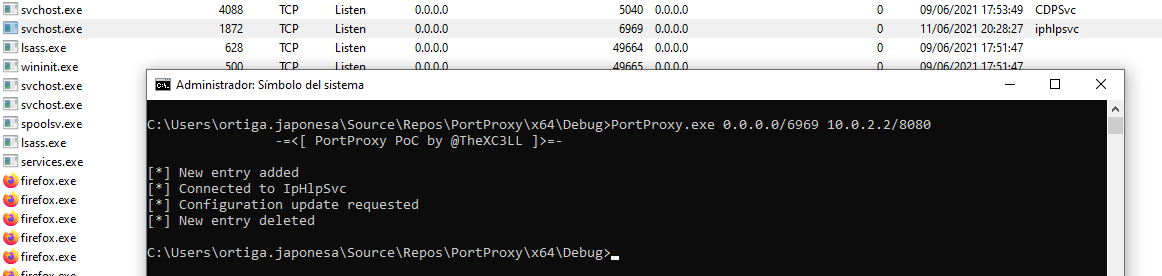 svchost.exe 4088 TCP Listen 0.0.0.0 5040 0.0.0.0 0 09/06/2021 17:53:49 CDPSvc
svchost.exe 1872 TCP Listen 0.0.0.0 6969 0.0.0.0 0 11/06/2021 20:28:27 iphlpsvc
lsass.exe 628 TCP Listen 0.0.0.0 49664 0.0.0.0 0 09/06/2021 17:51:47
wininit.exe 500 TCP Listen 0.0.0.0 49665 0.0.0.0 0 09/06/2021 17:51:47
svchost.exe
svchost.exe
spoolsv.exe
lsass.exe
services.exe
firefox.exe
firefox.exe
firefox.exe
firefox.exe
firefox.exe
firefox.exe
Administrador: Símbolo del sistema
C:\Users\ortiga.japonesa\Source\Repos\PortProxy\x64\Debug>PortProxy.exe 0.0.0.0/6969 10.0.2.2/8080
-=<[ PortProxy PoC by @TheXC3LL ]>=-
[*] New entry added
[*] Connected to IpHlpSvc
[*] Configuration update requested
[*] New entry deleted
C:\Users\ortiga.japonesa\Source\Repos\PortProxy\x64\Debug>